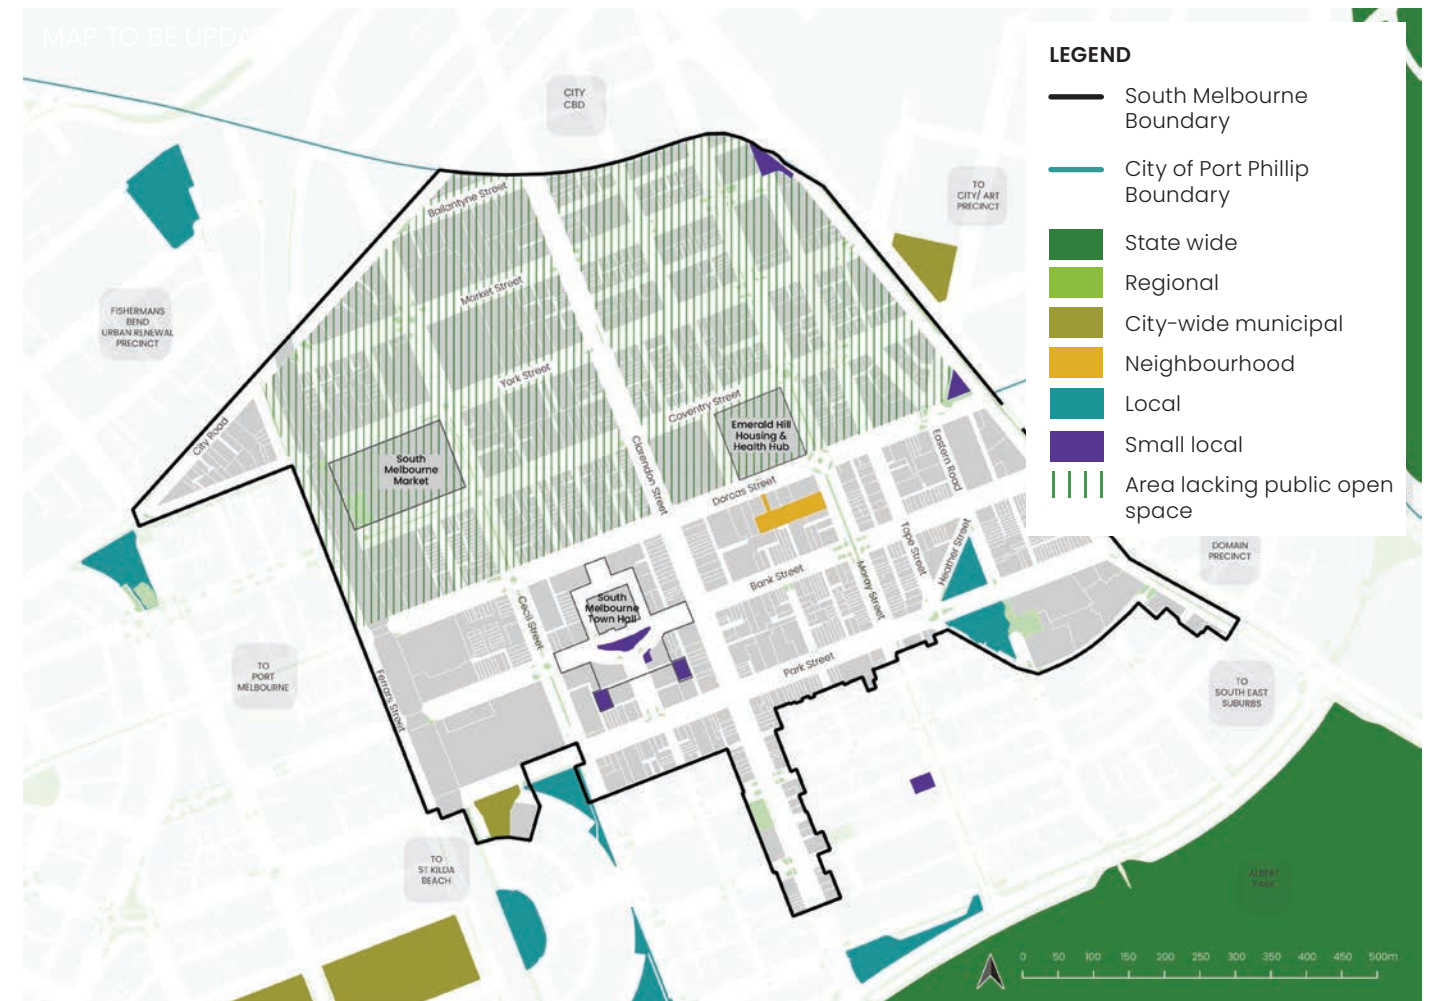 MAP TO BE UPDA
CITY
CBD
TO
CITY/ ART
PRECINCT
FISHERMANS
BEND
URBAN RENEWAL
PRECINCT
LEGEND
South Melbourne
Boundary
City of Port Phillip
Boundary
State wide
Regional
City-wide municipal
Neighbourhood
Local
Small local
Area lacking public open
space
Ballantyne Street
Market Street
York Street
Coventry Street
City Road
Clarendon Street
South
Melbourne
Market
Emerald Hill
Housing &
Health Hub
Dorcas Street
Eastern Road
Tope Street
Heather Street
Bank Street
Moray Street
South
Melbourne
Town Hall
Cecil Street
Park Street
Ferrars Street
DOMAIN
PRECINCT
TO
PORT
MELBOURNE
TO
SOUTH EAST
SUBURBS
TO
ST KILDA
BEACH
ALBERT
PARK
0 50 100 150 200 250 300 350 400 450 500m